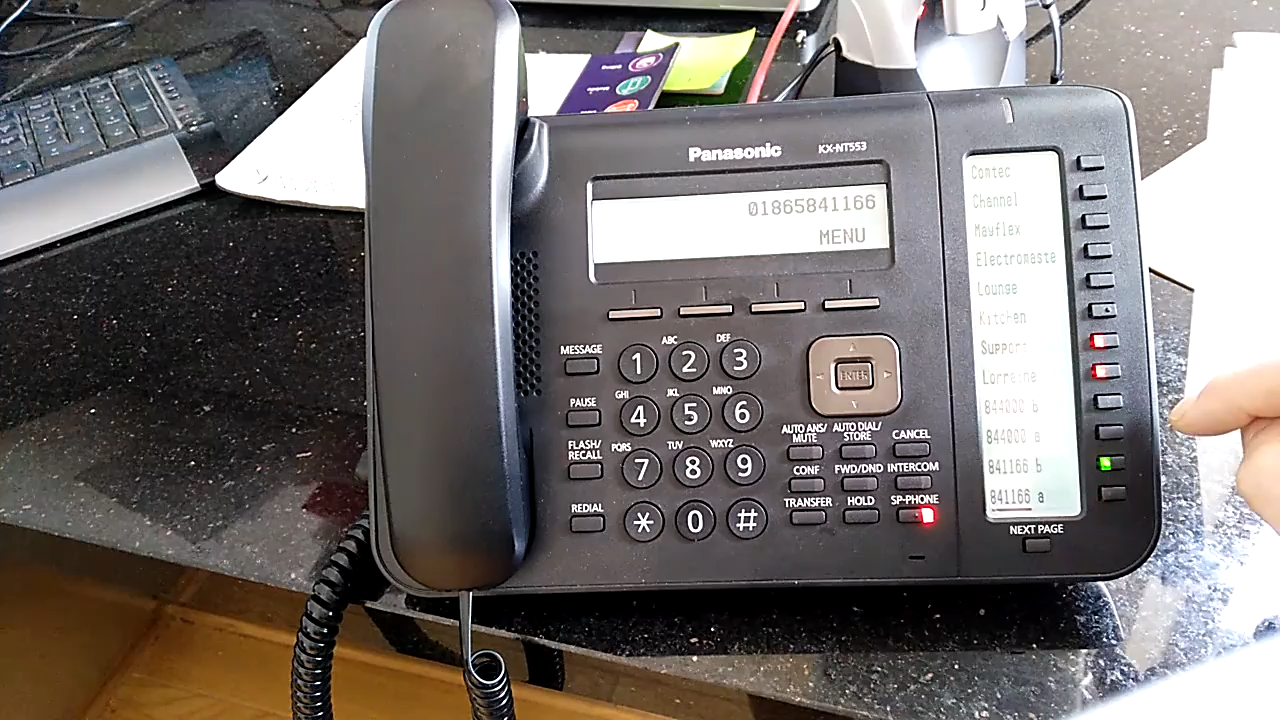 Panasonic KX-NT553
01865841166
MENU
Comtec
Channel
Mayflex
Electromaste
Lounge
Kitchen
Support
Lorraine
844000 b
844000 a
841166 b
841166 a
NEXT PAGE
MESSAGE
PAUSE
FLASH/
RECALL
REDIAL
1 ABC 2 DEF 3
GHI 4 JKL 5 MNO 6
PQRS 7 TUV 8 WXYZ 9
* 0 #
ENTER
AUTO ANS/
MUTE
AUTO DIAL/
STORE
CANCEL
CONF FWD/DND INTERCOM
TRANSFER HOLD SP-PHONE